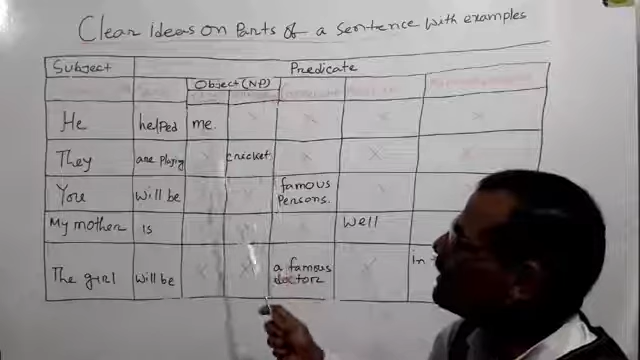 Clear ideas on Parts of a sentence with examples
Subject Predicate
Object (NP)
He helped me. X X X X
They are playing X cricket. X X X
You will be X X famous Persons. X X
My mother is well
The girl will be X X a famous doctorz X in